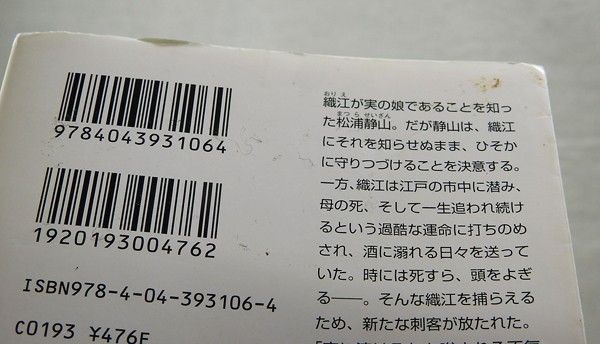 9784043931064
1920193004762
ISBN978-4-04-393106-4
C0193 ¥476E
織江が実の娘であることを知っ
た松浦静山。だが静山は、織江
にそれを知らせぬまま、ひそか
に守りつづけることを決意する。
一方、織江は江戸の市中に潜み、
母の死、そして一生追われ続け
るという過酷な運命に打ちのめ
され、酒に溺れる日々を送って
いた。時には死すら、頭をよぎ
る――。そんな織江を捕らえる
ため、新たな刺客が放たれた。